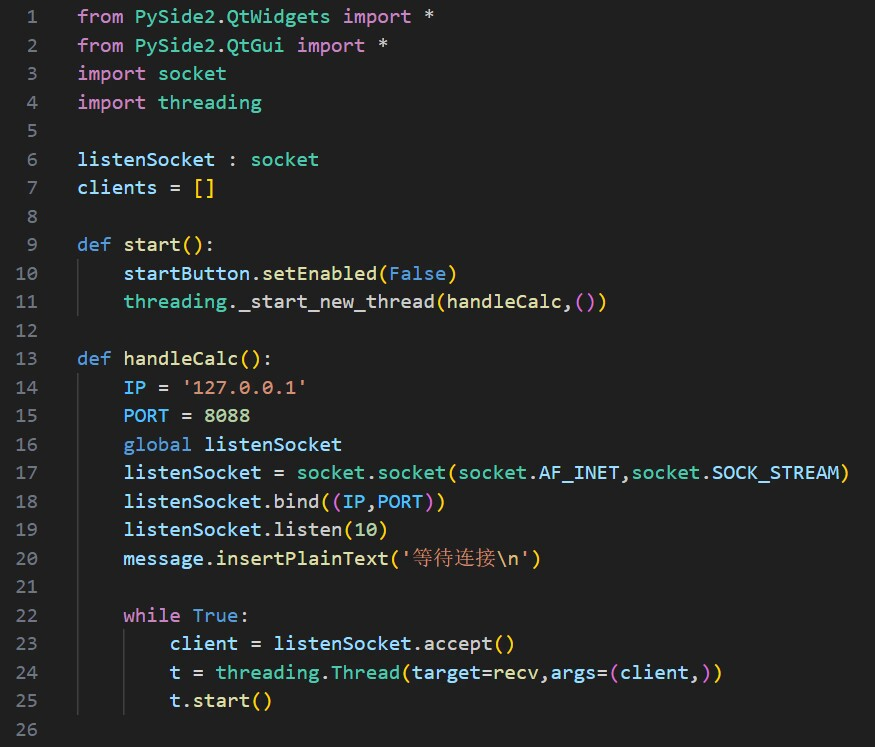 1 from PySide2.QtWidgets import *
2 from PySide2.QtGui import *
3 import socket
4 import threading
5
6 listenSocket : socket
7 clients = []
8
9 def start():
10     startButton.setEnabled(False)
11     threading._start_new_thread(handleCalc,())
12
13 def handleCalc():
14     IP = '127.0.0.1'
15     PORT = 8088
16     global listenSocket
17     listenSocket = socket.socket(socket.AF_INET,socket.SOCK_STREAM)
18     listenSocket.bind((IP,PORT))
19     listenSocket.listen(10)
20     message.insertPlainText('等待连接\n')
21
22     while True:
23         client = listenSocket.accept()
24         t = threading.Thread(target=recv,args=(client,))
25         t.start()
26